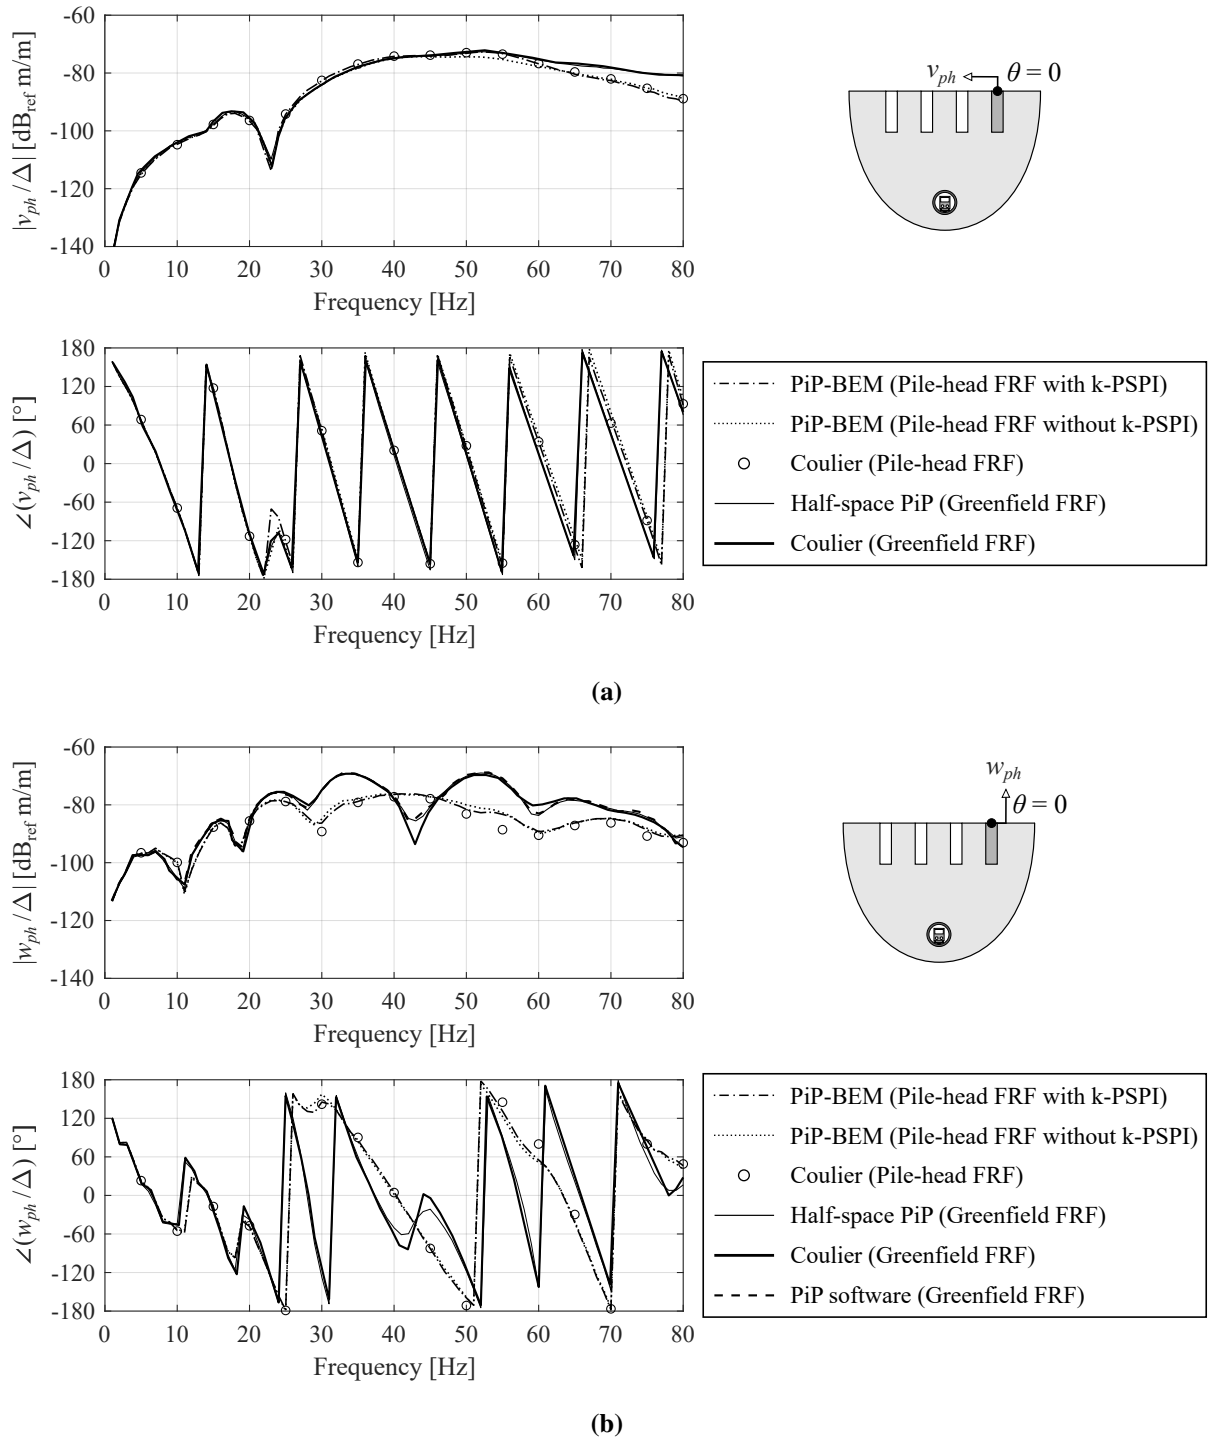 -60
-80
-100
-120
-140
|v_ph / Δ| [dB_ref m/m]
0 10 20 30 40 50 60 70 80
Frequency [Hz]
v_ph θ = 0
180
120
60
0
-60
-120
-180
∠(v_ph / Δ) [°]
0 10 20 30 40 50 60 70 80
Frequency [Hz]
PiP-BEM (Pile-head FRF with k-PSPI)
PiP-BEM (Pile-head FRF without k-PSPI)
Coulier (Pile-head FRF)
Half-space PiP (Greenfield FRF)
Coulier (Greenfield FRF)
(a)
-60
-80
-100
-120
-140
|w_ph / Δ| [dB_ref m/m]
0 10 20 30 40 50 60 70 80
Frequency [Hz]
w_ph
θ = 0
180
120
60
0
-60
-120
-180
∠(w_ph / Δ) [°]
0 10 20 30 40 50 60 70 80
Frequency [Hz]
PiP-BEM (Pile-head FRF with k-PSPI)
PiP-BEM (Pile-head FRF without k-PSPI)
Coulier (Pile-head FRF)
Half-space PiP (Greenfield FRF)
Coulier (Greenfield FRF)
PiP software (Greenfield FRF)
(b)